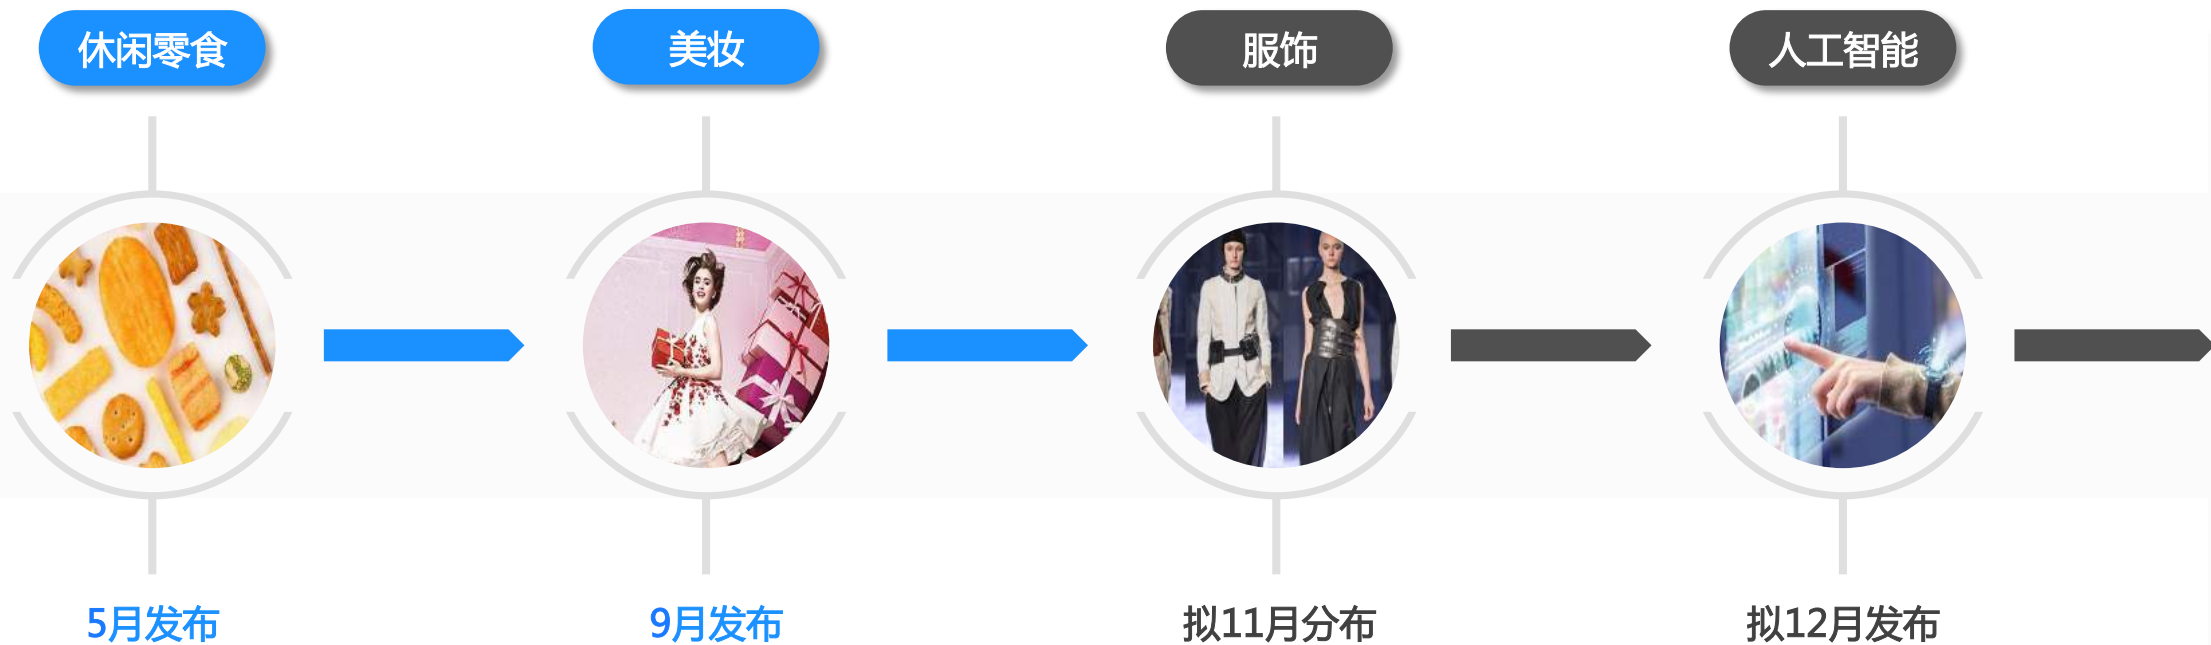 休闲零食
美妆
服饰
人工智能
5月发布
9月发布
拟11月分布
拟12月发布